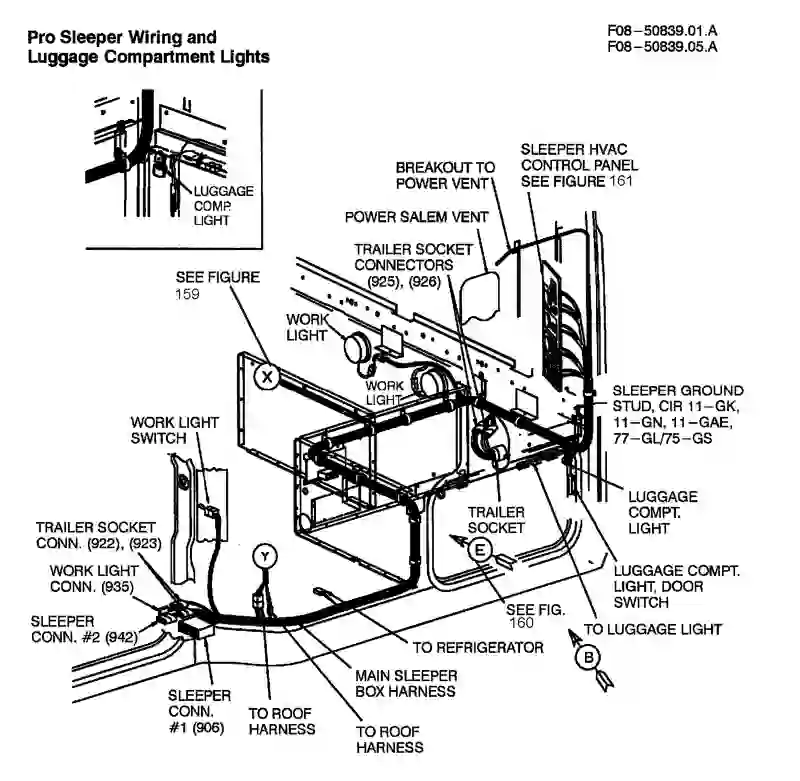 Pro Sleeper Wiring and
Luggage Compartment Lights
F08-50839.01.A
F08-50839.05.A
LUGGAGE
COMP.
LIGHT
BREAKOUT TO
POWER VENT
SLEEPER HVAC
CONTROL PANEL
SEE FIGURE 161
POWER SALEM VENT
TRAILER SOCKET
CONNECTORS
(925), (926)
SEE FIGURE
159
WORK
LIGHT
X
WORK
LIGHT
SLEEPER GROUND
STUD, CIR 11-GK,
11-GN, 11-GAE,
77-GL/75-GS
WORK LIGHT
SWITCH
LUGGAGE
COMPT.
LIGHT
TRAILER
SOCKET
TRAILER SOCKET
CONN. (922), (923)
Y
E
WORK LIGHT
CONN. (935)
LUGGAGE COMPT.
LIGHT, DOOR
SWITCH
SLEEPER
CONN. #2 (942)
SEE FIG.
160
TO LUGGAGE LIGHT
TO REFRIGERATOR
B
MAIN SLEEPER
BOX HARNESS
SLEEPER
CONN.
#1 (906)
TO ROOF
HARNESS
TO ROOF
HARNESS